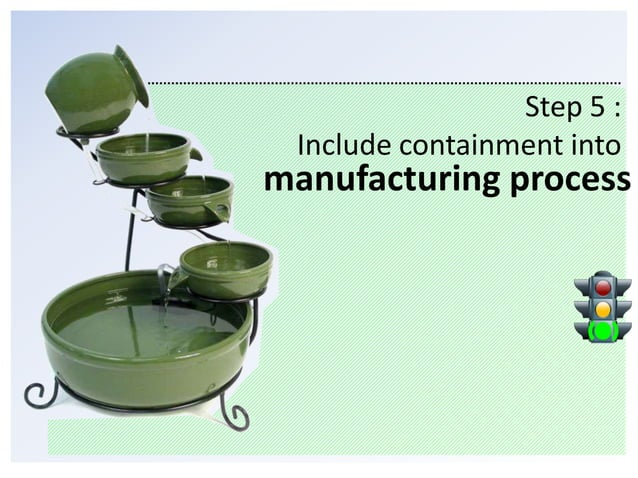 Step 5 :
Include containment into
manufacturing process